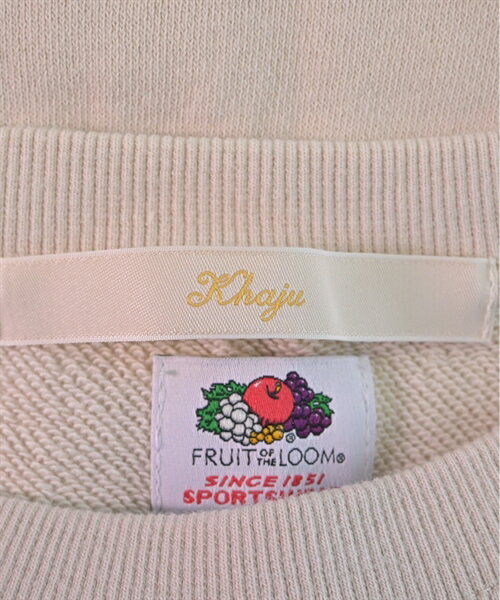 Khaju
FRUIT OF THE LOOM®
SINCE 1851